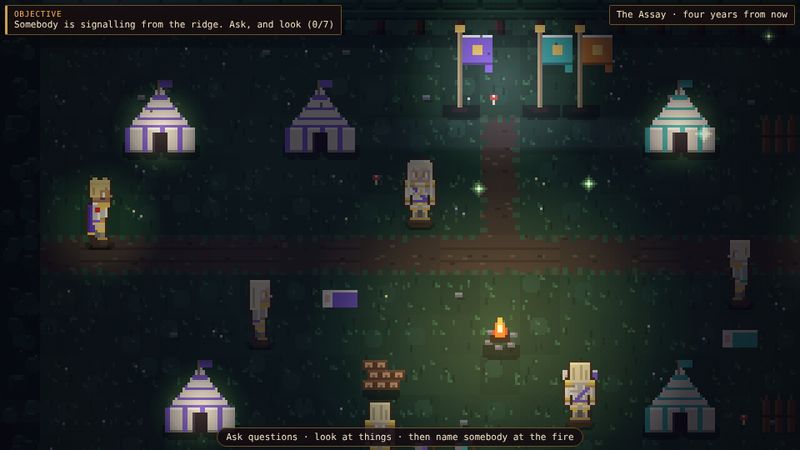 OBJECTIVE
Somebody is signalling from the ridge. Ask, and look (0/7)
The Assay · four years from now
Ask questions · look at things · then name somebody at the fire